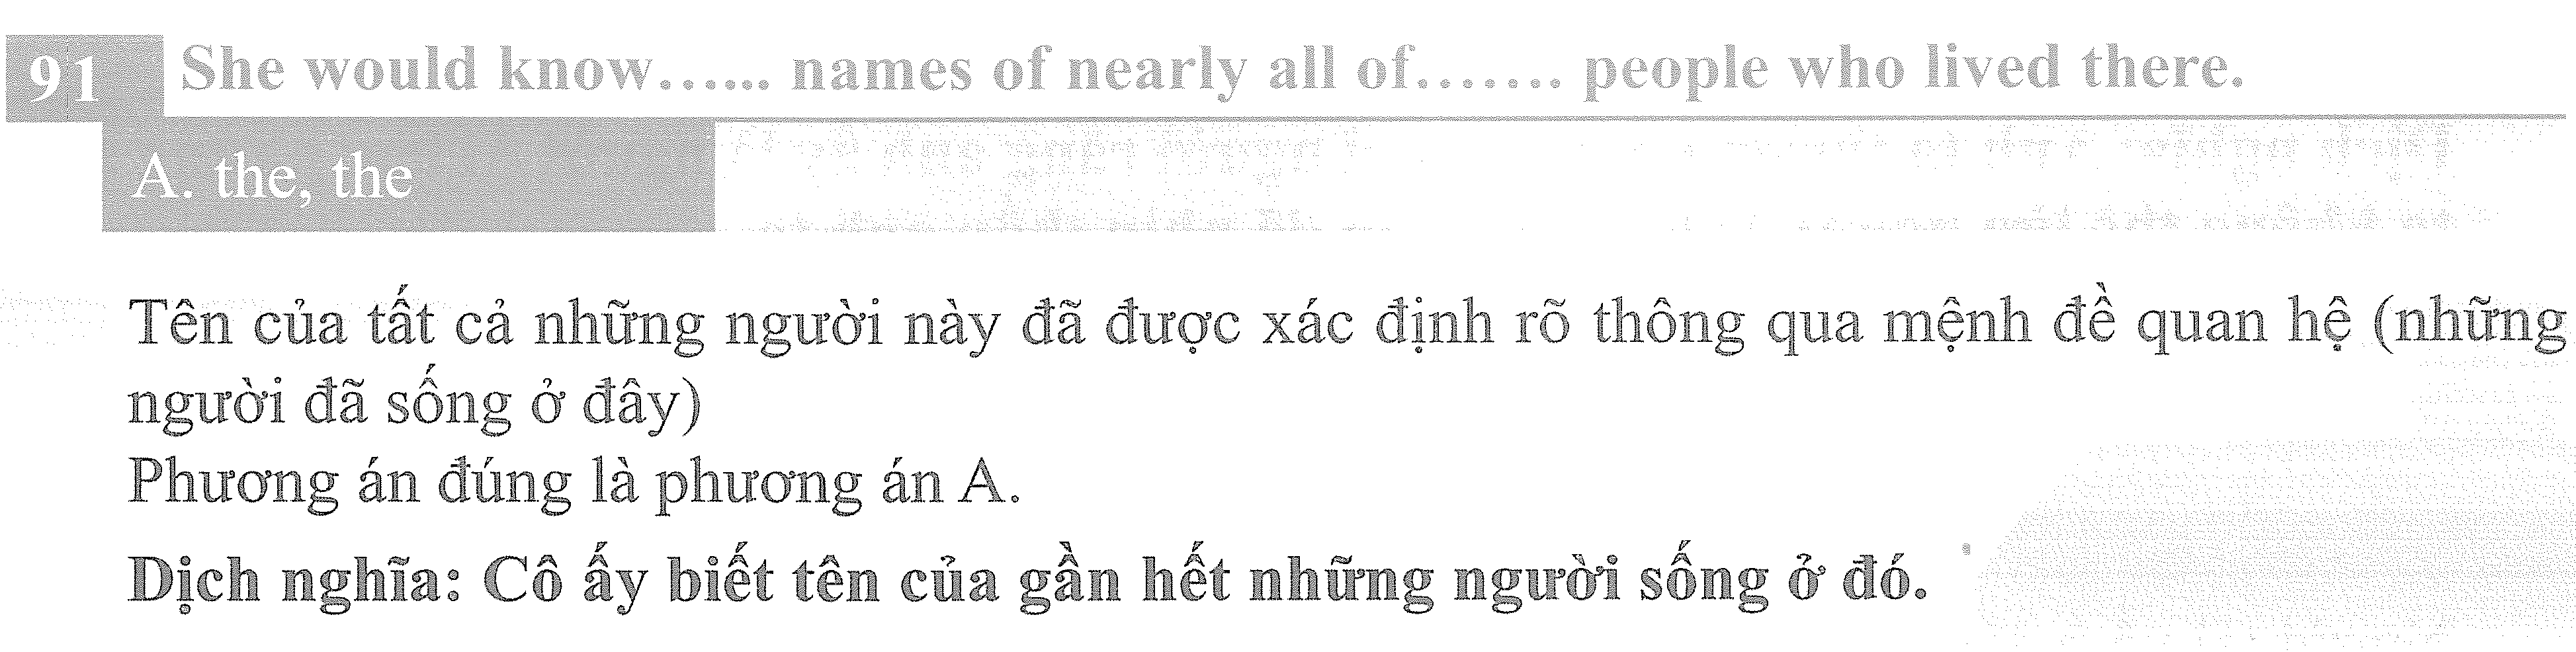 91 She would know...... names of nearly all of....... people who lived there.
A. the, the
Tên của tất cả những người này đã được xác định rõ thông qua mệnh đề quan hệ (những
người đã sống ở đây)
Phương án đúng là phương án A.
Dịch nghĩa: Cô ấy biết tên của gần hết những người sống ở đó.